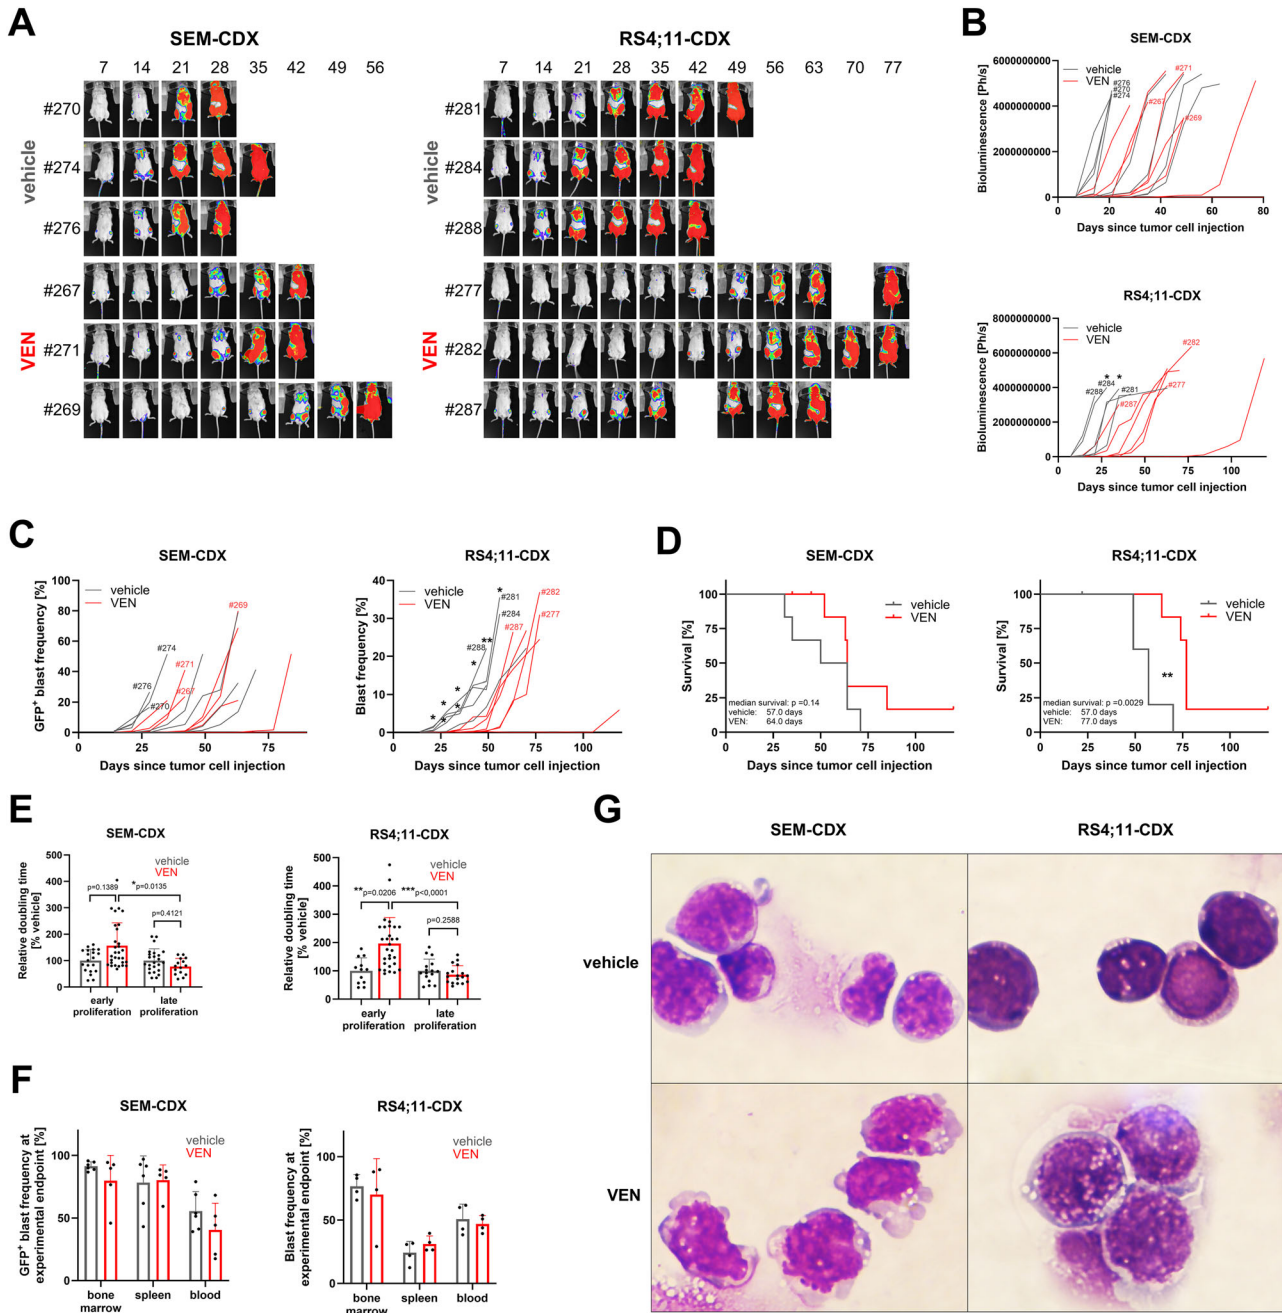 A
SEM-CDX
7 14 21 28 35 42 49 56
#270
#274
#276
vehicle
#267
#271
#269
VEN
RS4;11-CDX
7 14 21 28 35 42 49 56 63 70 77
#281
#284
#288
vehicle
#277
#282
#287
VEN
B
SEM-CDX
Bioluminescence [Ph/s]
6000000000
4000000000
2000000000
0
vehicle
VEN
#276
#270
#274
#271
#267
#269
0 20 40 60 80
Days since tumor cell injection
RS4;11-CDX
Bioluminescence [Ph/s]
8000000000
6000000000
4000000000
2000000000
0
vehicle
VEN
#282
* *
#284
#288
#281
#277
#287
0 25 50 75 100
Days since tumor cell injection
C
SEM-CDX
GFP+ blast frequency [%]
100
80
60
40
20
0
vehicle
VEN
#269
#274
#271
#276
#267
#270
0 25 50 75
Days since tumor cell injection
RS4;11-CDX
Blast frequency [%]
40
30
20
10
0
vehicle
VEN
*
#281
#282
#284
#277
#287
**
#288
*
*
*
*
*
*
0 25 50 75 100
Days since tumor cell injection
D
SEM-CDX
Survival [%]
100
75
50
25
vehicle
VEN
median survival: p =0.14
vehicle: 57.0 days
VEN: 64.0 days
0 25 50 75 100
Days since tumor cell injection
RS4;11-CDX
Survival [%]
100
75
50
25
vehicle
VEN
**
median survival: p =0.0029
vehicle: 57.0 days
VEN: 77.0 days
0 25 50 75 100
Days since tumor cell injection
E
SEM-CDX
Relative doubling time
[% vehicle]
500
400
300
200
100
0
vehicle
VEN
p=0.1389
*p=0.0135
p=0.4121
early
proliferation
late
proliferation
RS4;11-CDX
Relative doubling time
[% vehicle]
500
400
300
200
100
0
vehicle
VEN
**p=0.0206
***p<0,0001
p=0.2588
early
proliferation
late
proliferation
F
SEM-CDX
GFP+ blast frequency at
experimental endpoint [%]
100
50
0
vehicle
VEN
bone
marrow
spleen
blood
RS4;11-CDX
Blast frequency at
experimental endpoint [%]
100
50
0
vehicle
VEN
bone
marrow
spleen
blood
G
SEM-CDX
RS4;11-CDX
vehicle
VEN